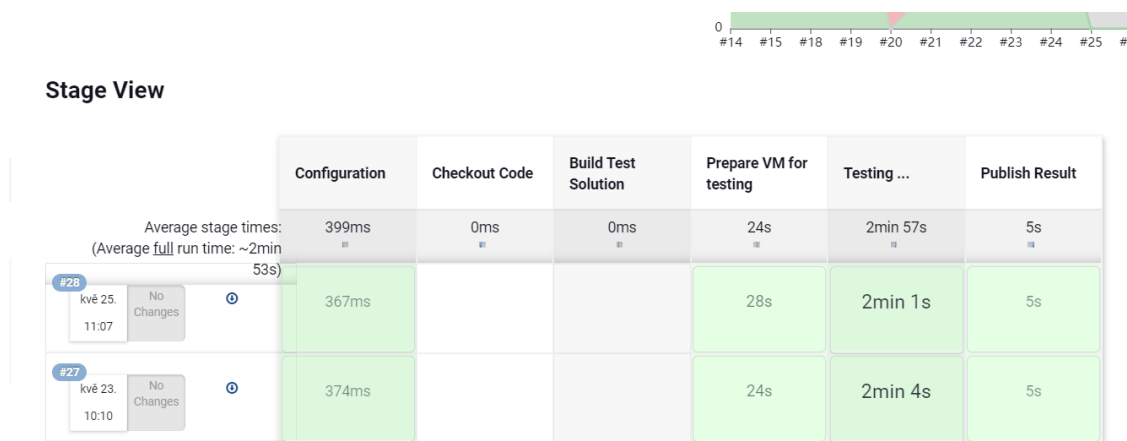 0
#14 #15 #18 #19 #20 #21 #22 #23 #24 #25 #
Stage View
Configuration
Checkout Code
Build Test
Solution
Prepare VM for
testing
Testing ...
Publish Result
Average stage times:
(Average full run time: ~2min
53s)
399ms
0ms
0ms
24s
2min 57s
5s
#28
kvě 25.
11:07
No
Changes
367ms
28s
2min 1s
5s
#27
kvě 23.
10:10
No
Changes
374ms
24s
2min 4s
5s